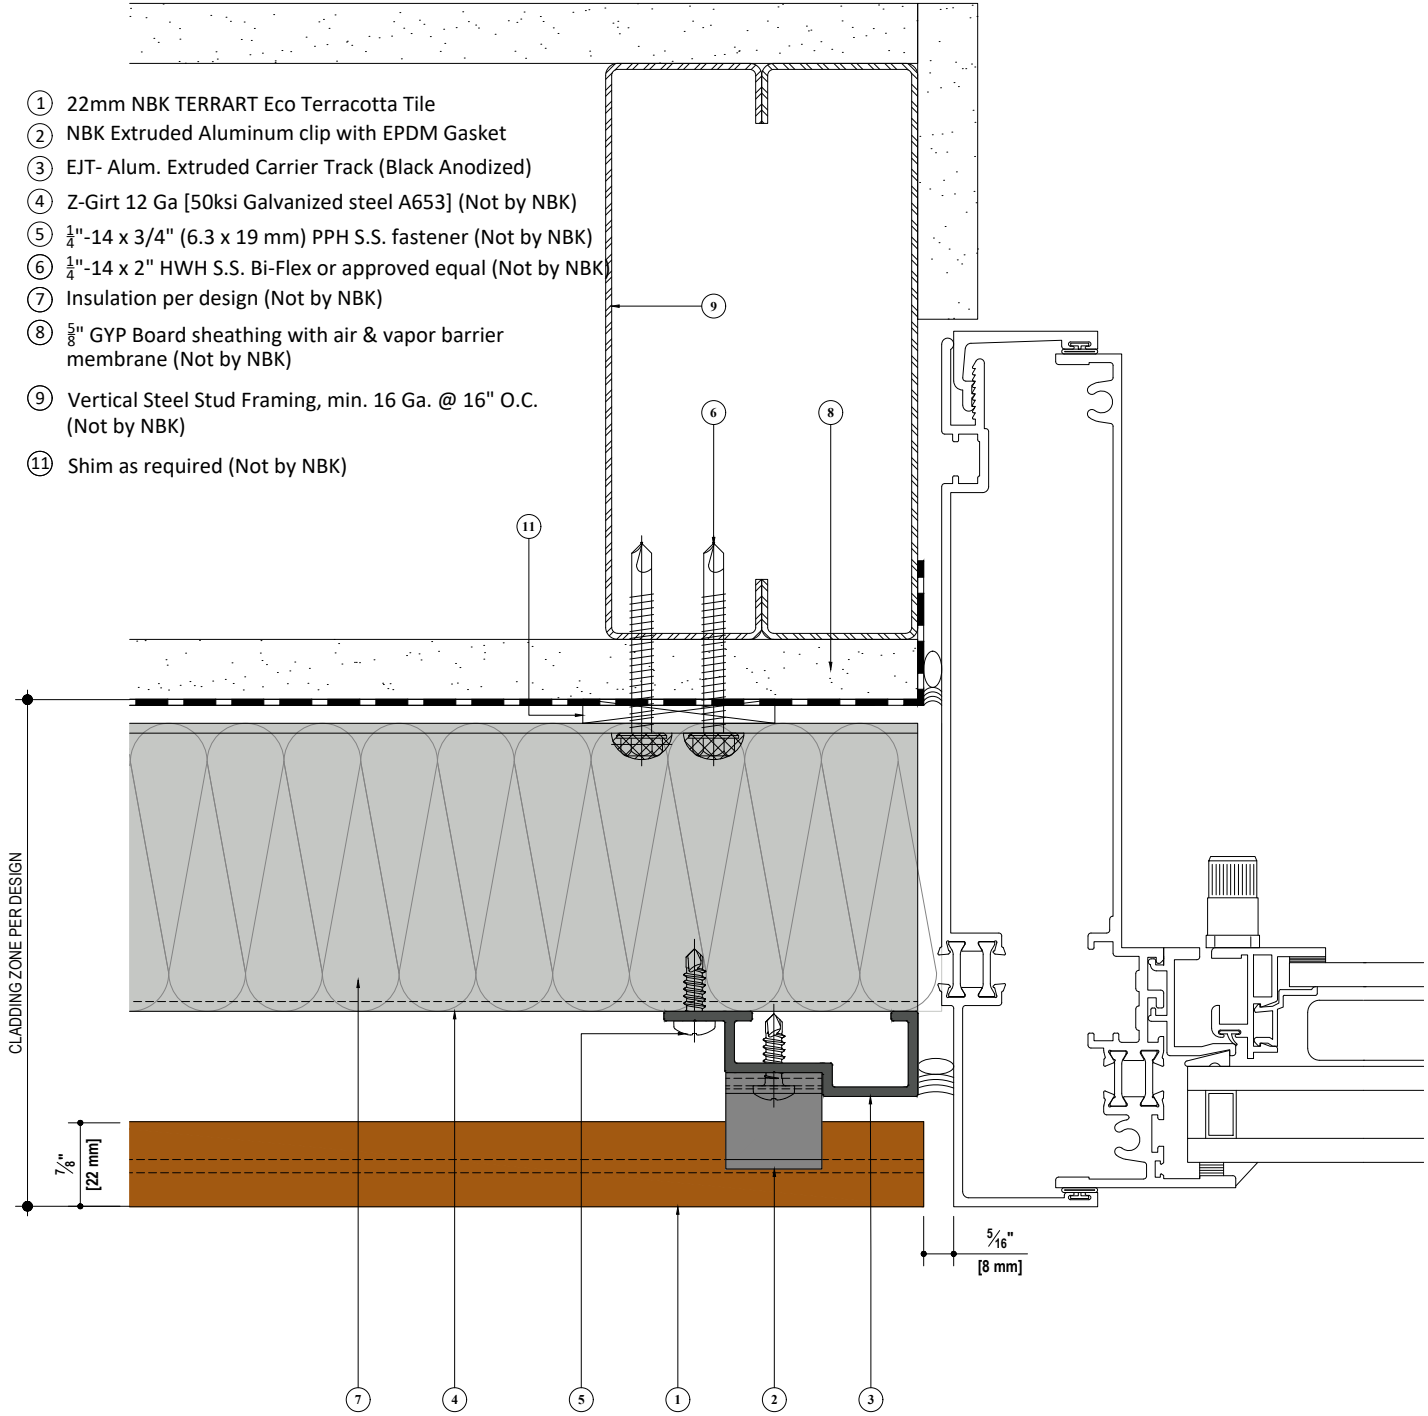 1 22mm NBK TERRART Eco Terracotta Tile
2 NBK Extruded Aluminum clip with EPDM Gasket
3 EJT- Alum. Extruded Carrier Track (Black Anodized)
4 Z-Girt 12 Ga [50ksi Galvanized steel A653] (Not by NBK)
5 1/4"-14 x 3/4" (6.3 x 19 mm) PPH S.S. fastener (Not by NBK)
6 1/4"-14 x 2" HWH S.S. Bi-Flex or approved equal (Not by NBK)
7 Insulation per design (Not by NBK)
8 5/8" GYP Board sheathing with air & vapor barrier
membrane (Not by NBK)
9 Vertical Steel Stud Framing, min. 16 Ga. @ 16" O.C.
(Not by NBK)
11 Shim as required (Not by NBK)
9
6
8
11
CLADDING ZONE PER DESIGN
7/8"
[22 mm]
5/16"
[8 mm]
7
4
5
1
2
3